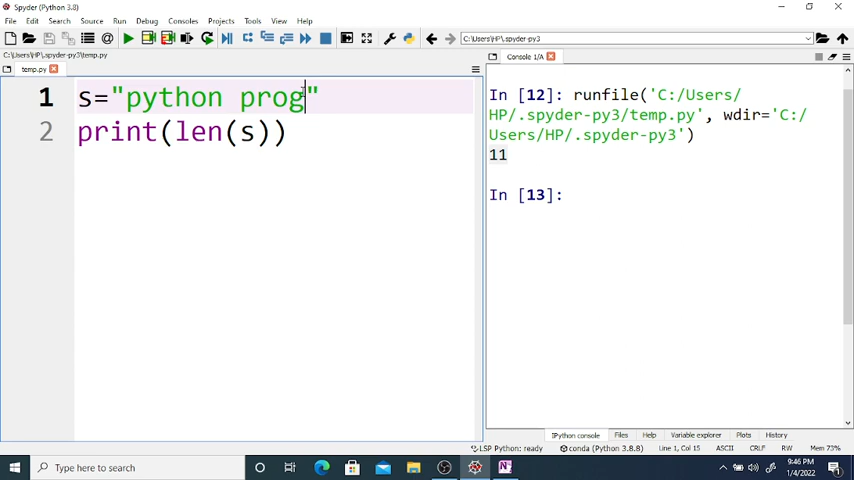 Spyder (Python 3.8)
File Edit Search Source Run Debug Consoles Projects Tools View Help
C:\Users\HP\.spyder-py3
C:\Users\HP\.spyder-py3\temp.py
temp.py
Console 1/A
1 s="python prog"
2 print(len(s))
In [12]: runfile('C:/Users/
HP/.spyder-py3/temp.py', wdir='C:/
Users/HP/.spyder-py3')
11
In [13]:
IPython console Files Help Variable explorer Plots History
LSP Python: ready conda (Python 3.8.8) Line 1, Col 15 ASCII CRLF RW Mem 73%
Type here to search
9:46 PM
1/4/2022